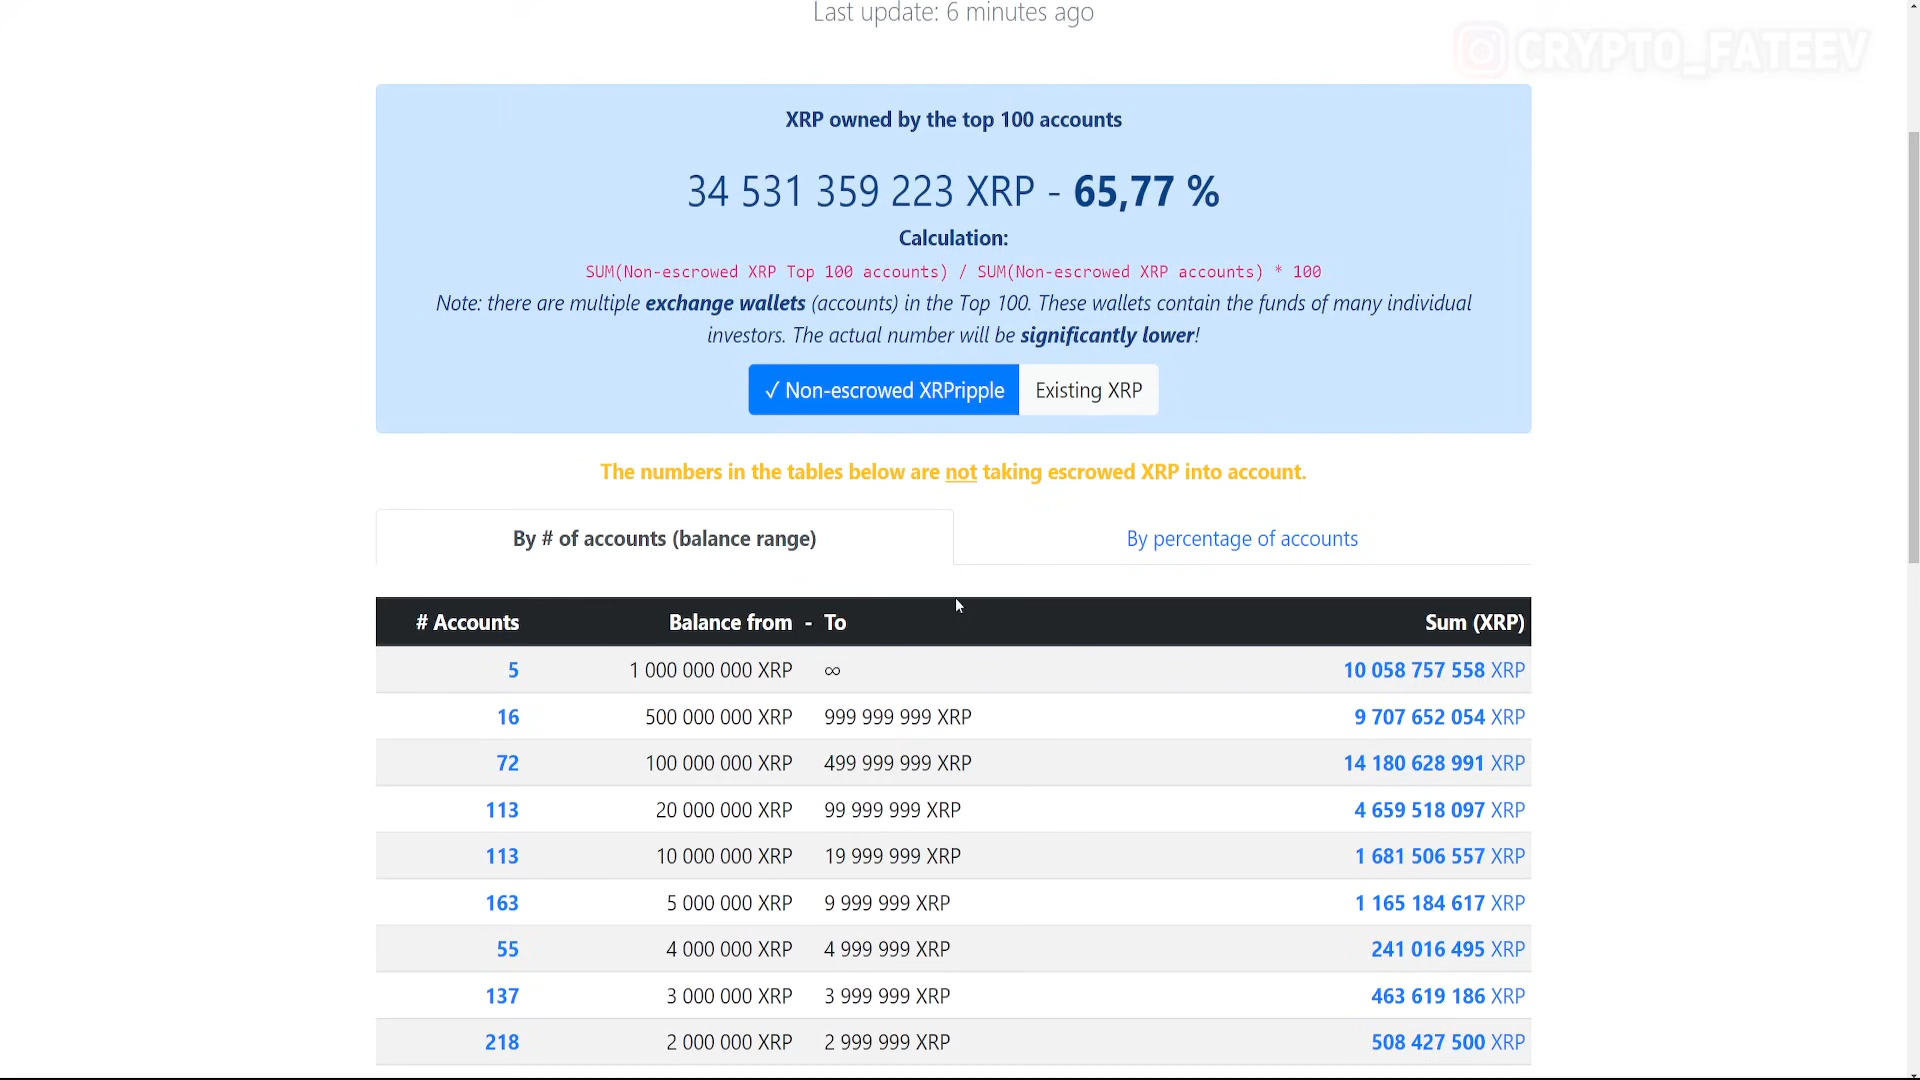 Last update: 6 minutes ago
CRYPTO_FATEEV
XRP owned by the top 100 accounts
34 531 359 223 XRP - 65,77 %
Calculation:
SUM(Non-escrowed XRP Top 100 accounts) / SUM(Non-escrowed XRP accounts) * 100
Note: there are multiple exchange wallets (accounts) in the Top 100. These wallets contain the funds of many individual
investors. The actual number will be significantly lower!
✓ Non-escrowed XRPripple Existing XRP
The numbers in the tables below are not taking escrowed XRP into account.
By # of accounts (balance range) By percentage of accounts
# Accounts Balance from - To Sum (XRP)
5 1 000 000 000 XRP ∞ 10 058 757 558 XRP
16 500 000 000 XRP 999 999 999 XRP 9 707 652 054 XRP
72 100 000 000 XRP 499 999 999 XRP 14 180 628 991 XRP
113 20 000 000 XRP 99 999 999 XRP 4 659 518 097 XRP
113 10 000 000 XRP 19 999 999 XRP 1 681 506 557 XRP
163 5 000 000 XRP 9 999 999 XRP 1 165 184 617 XRP
55 4 000 000 XRP 4 999 999 XRP 241 016 495 XRP
137 3 000 000 XRP 3 999 999 XRP 463 619 186 XRP
218 2 000 000 XRP 2 999 999 XRP 508 427 500 XRP